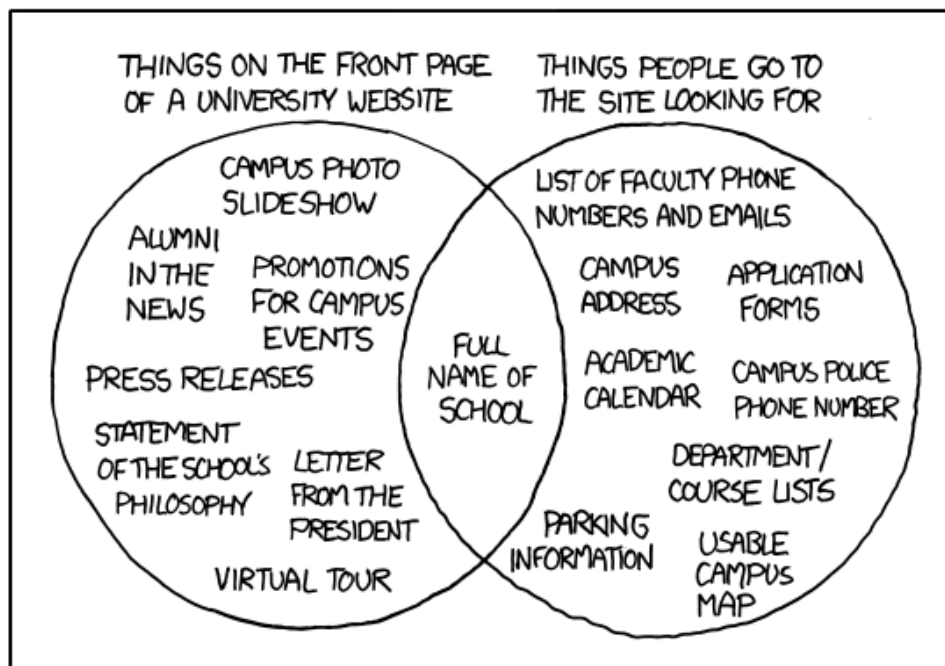 THINGS ON THE FRONT PAGE
OF A UNIVERSITY WEBSITE
THINGS PEOPLE GO TO
THE SITE LOOKING FOR
CAMPUS PHOTO
SLIDESHOW
ALUMNI
IN THE
NEWS
PROMOTIONS
FOR CAMPUS
EVENTS
PRESS RELEASES
STATEMENT
OF THE SCHOOL'S
PHILOSOPHY
LETTER
FROM THE
PRESIDENT
VIRTUAL TOUR
FULL
NAME OF
SCHOOL
LIST OF FACULTY PHONE
NUMBERS AND EMAILS
CAMPUS
ADDRESS
APPLICATION
FORMS
ACADEMIC
CALENDAR
CAMPUS POLICE
PHONE NUMBER
DEPARTMENT/
COURSE LISTS
PARKING
INFORMATION
USABLE
CAMPUS
MAP